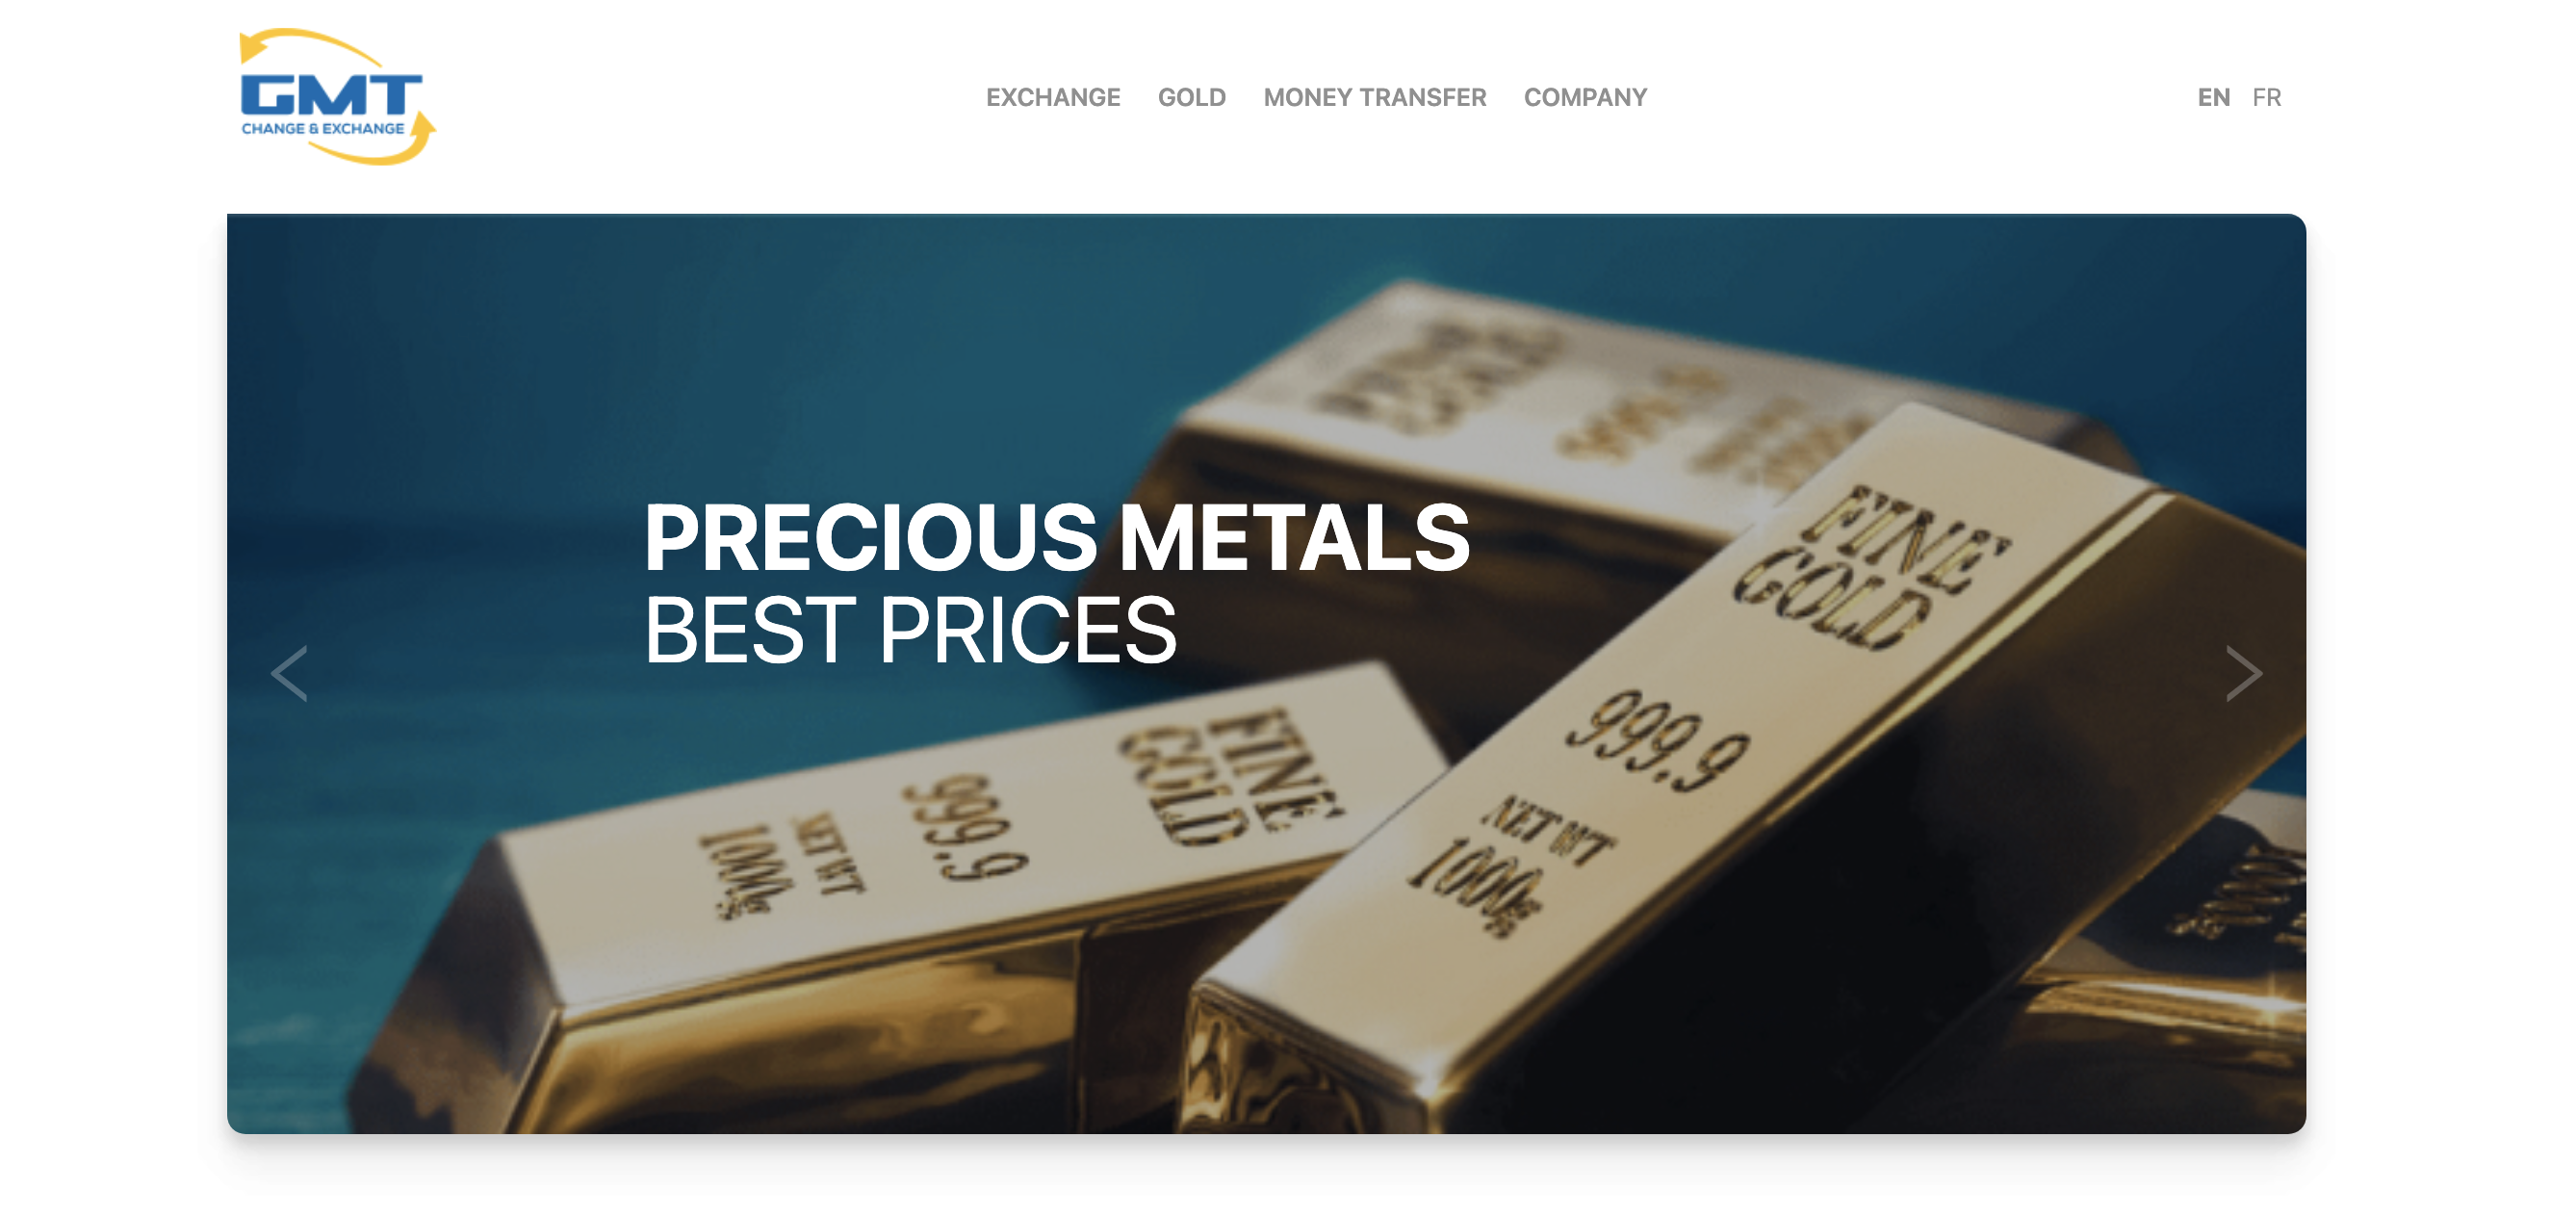 GMT
CHANGE & EXCHANGE
EXCHANGE GOLD MONEY TRANSFER COMPANY
EN FR
PRECIOUS METALS
BEST PRICES
FINE
GOLD
999.9
NET WT
1000g
FINE
GOLD
999.9
NET WT
1000g